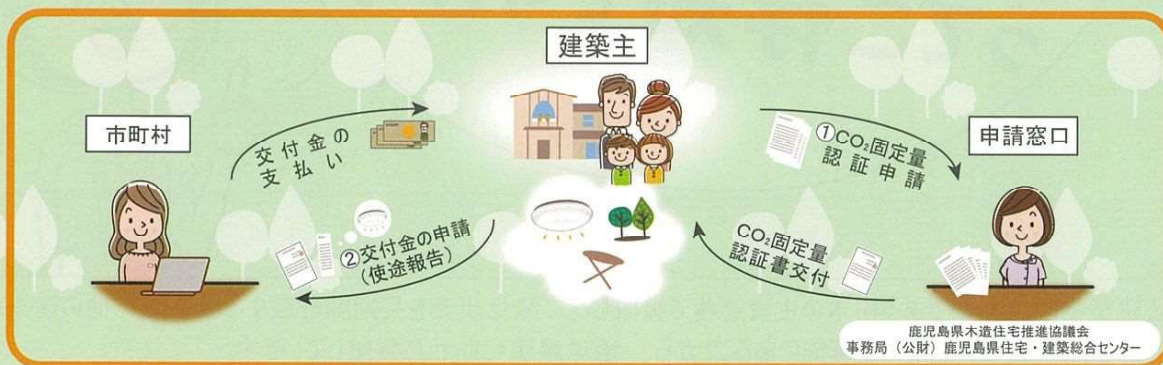 建築主
市町村
交付金の
支払い
①CO₂固定量
認証申請
申請窓口
②交付金の申請
(使途報告)
CO₂固定量
認証書交付
鹿児島県木造住宅推進協議会
事務局(公財)鹿児島県住宅・建築総合センター